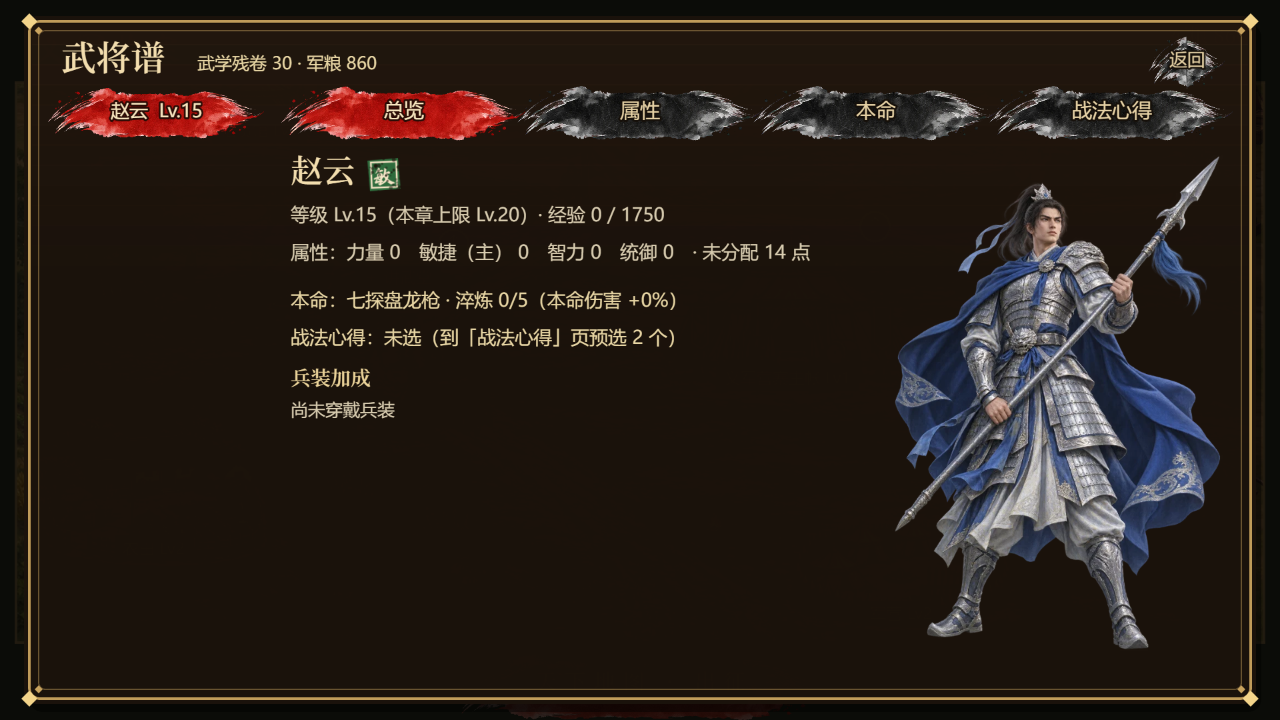 武将谱 武学残卷 30 · 军粮 860 返回
赵云 Lv.15 总览 属性 本命 战法心得
赵云 敏
等级 Lv.15（本章上限 Lv.20）· 经验 0 / 1750
属性：力量 0 敏捷（主） 0 智力 0 统御 0 · 未分配 14 点
本命：七探盘龙枪 · 淬炼 0/5（本命伤害 +0%）
战法心得：未选（到「战法心得」页预选 2 个）
兵装加成
尚未穿戴兵装